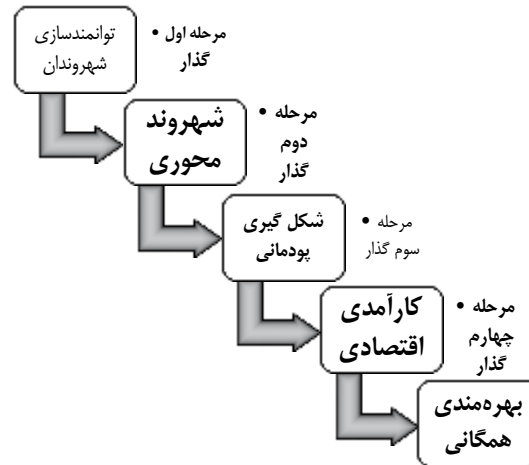 توانمندسازی
شهروندان
• مرحله اول
گذار
شهروند
محوری
• مرحله
دوم
گذار
شکل گیری
پودمانی
• مرحله
سوم گذار
کارآمدی
اقتصادی
• مرحله
چهارم
گذار
بهره‌مندی
همگانی